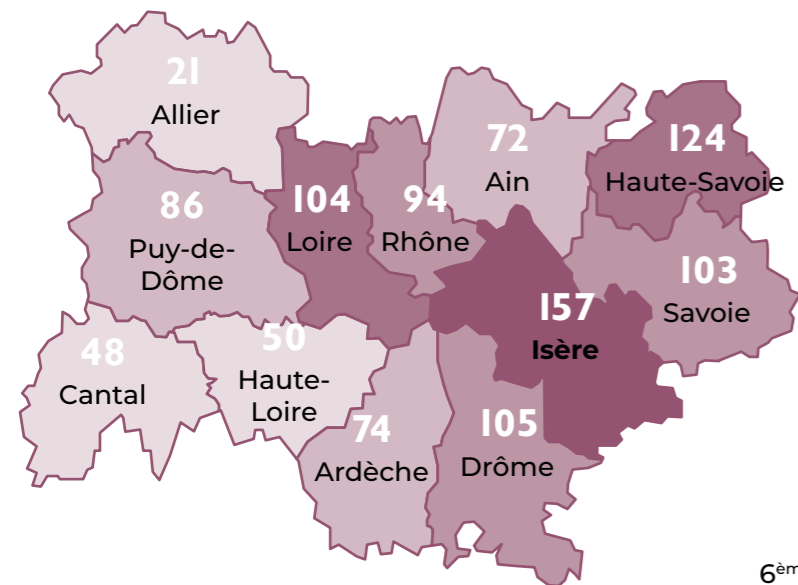 21
Allier
72
Ain
124
Haute-Savoie
86
Puy-de-
Dôme
104
Loire
94
Rhône
103
Savoie
157
Isère
48
Cantal
50
Haute-
Loire
74
Ardèche
105
Drôme